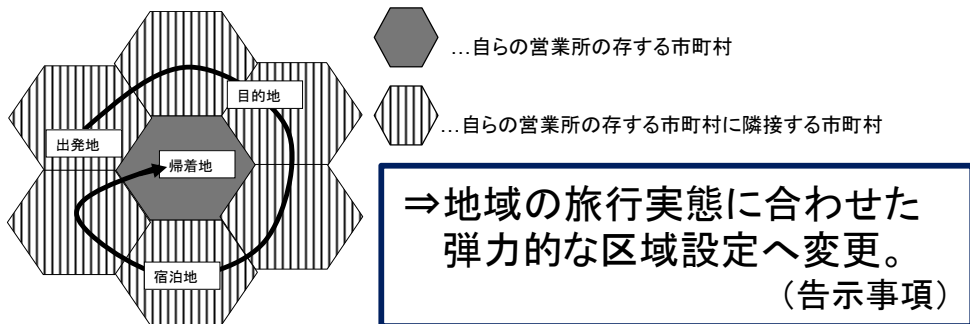 目的地
出発地
帰着地
宿泊地
…自らの営業所の存する市町村
…自らの営業所の存する市町村に隣接する市町村
⇒地域の旅行実態に合わせた
弾力的な区域設定へ変更。
（告示事項）